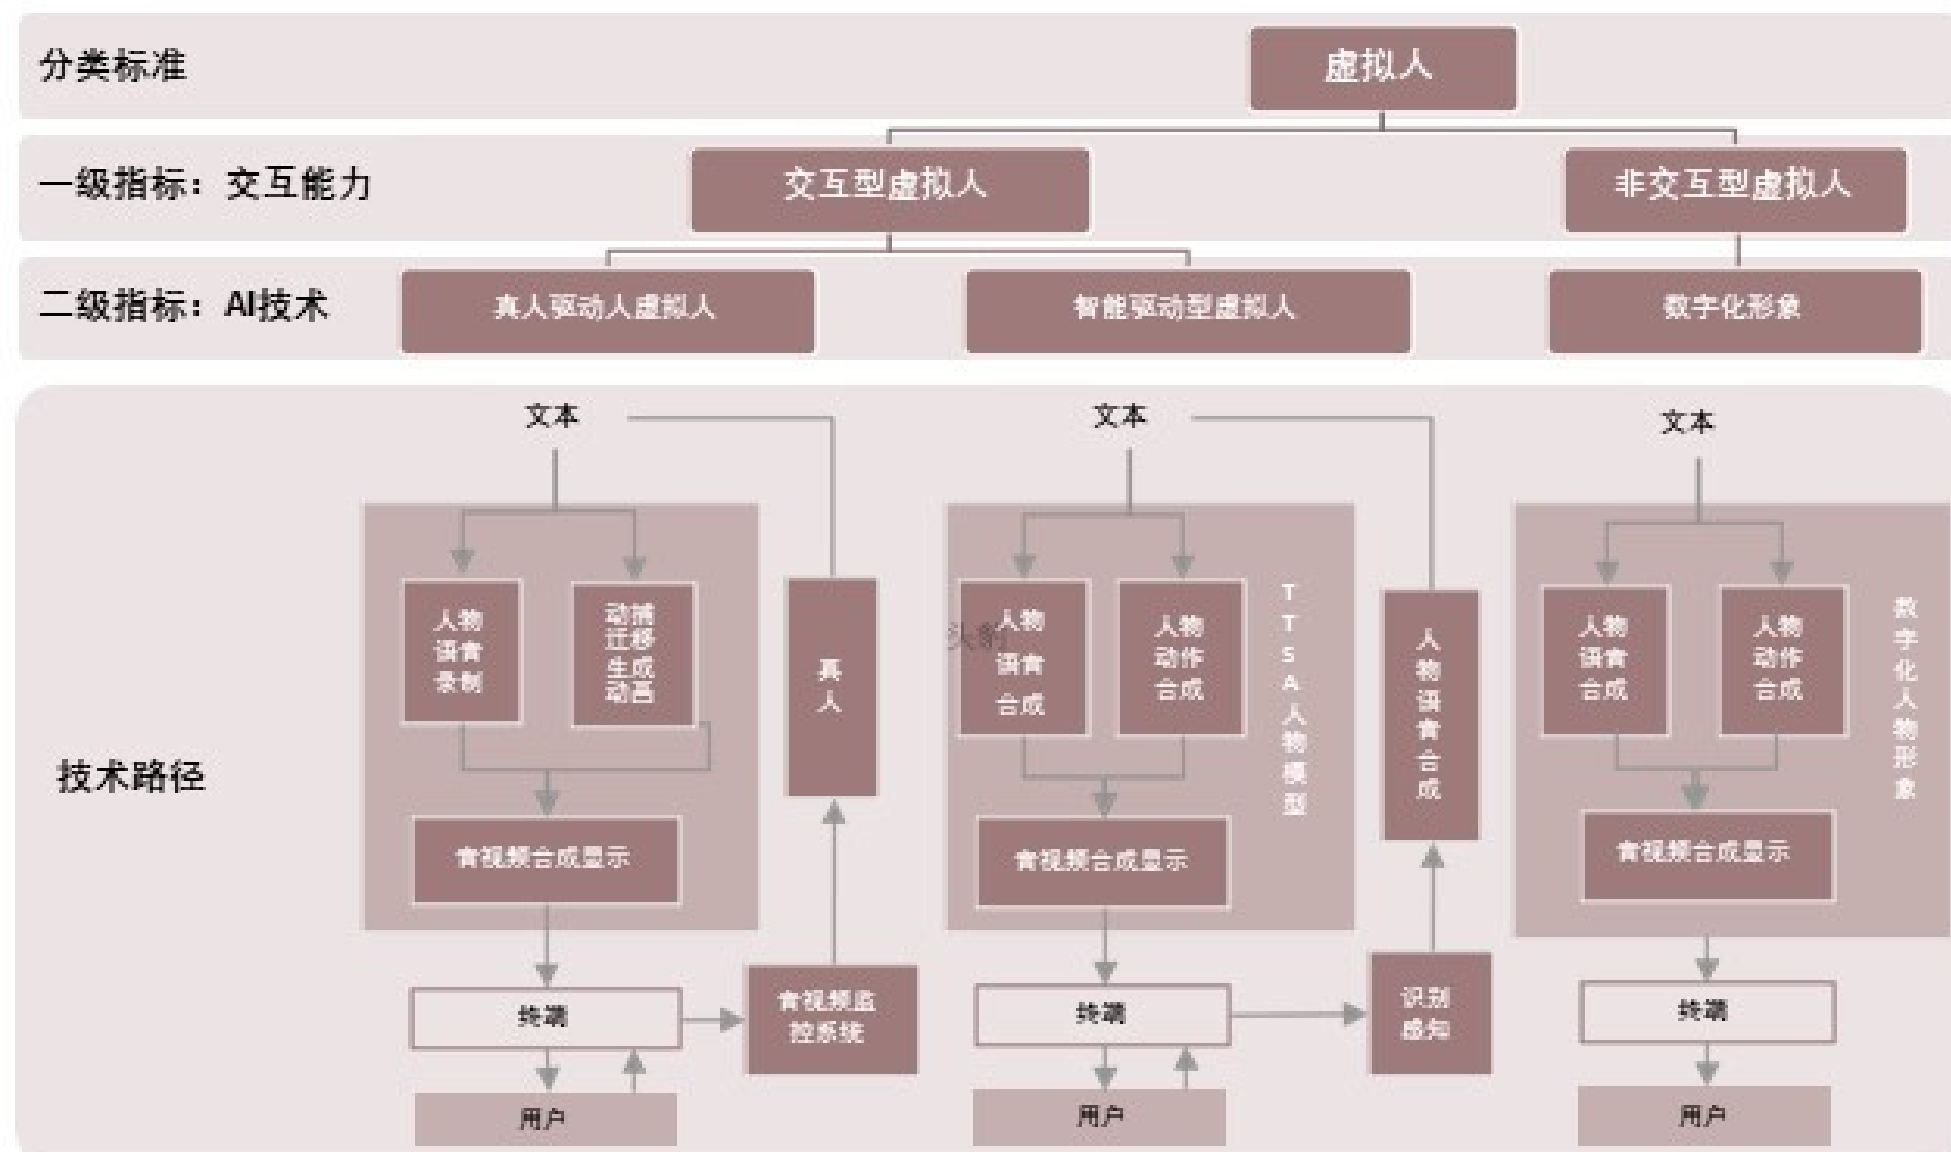 分类标准
虚拟人
一级指标：交互能力
交互型虚拟人
非交互型虚拟人
二级指标：AI技术
真人驱动人虚拟人
智能驱动型虚拟人
数字化形象
技术路径
文本
人物
语音
录制
动捕
迁移
生成
动画
真
人
音视频合成显示
终端
音视频监
控系统
用户
文本
头豹
人物
语音
合成
人物
动作
合成
TTSA人物模型
人物语音合成
音视频合成显示
终端
识别
感知
用户
文本
人物
语音
合成
人物
动作
合成
数字化人物形象
音视频合成显示
终端
用户